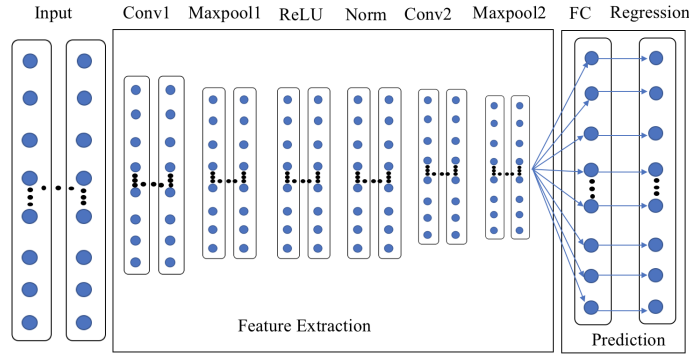 Input Conv1 Maxpool1 ReLU Norm Conv2 Maxpool2 FC Regression
Feature Extraction
Prediction